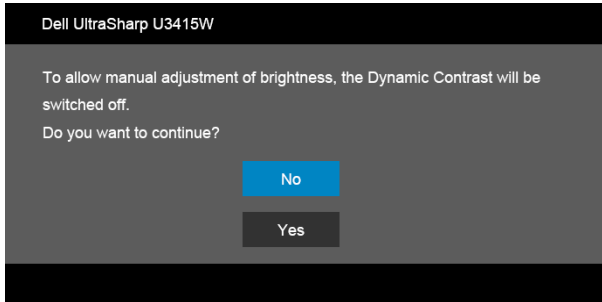 Dell UltraSharp U3415W
To allow manual adjustment of brightness, the Dynamic Contrast will be
switched off.
Do you want to continue?
No
Yes